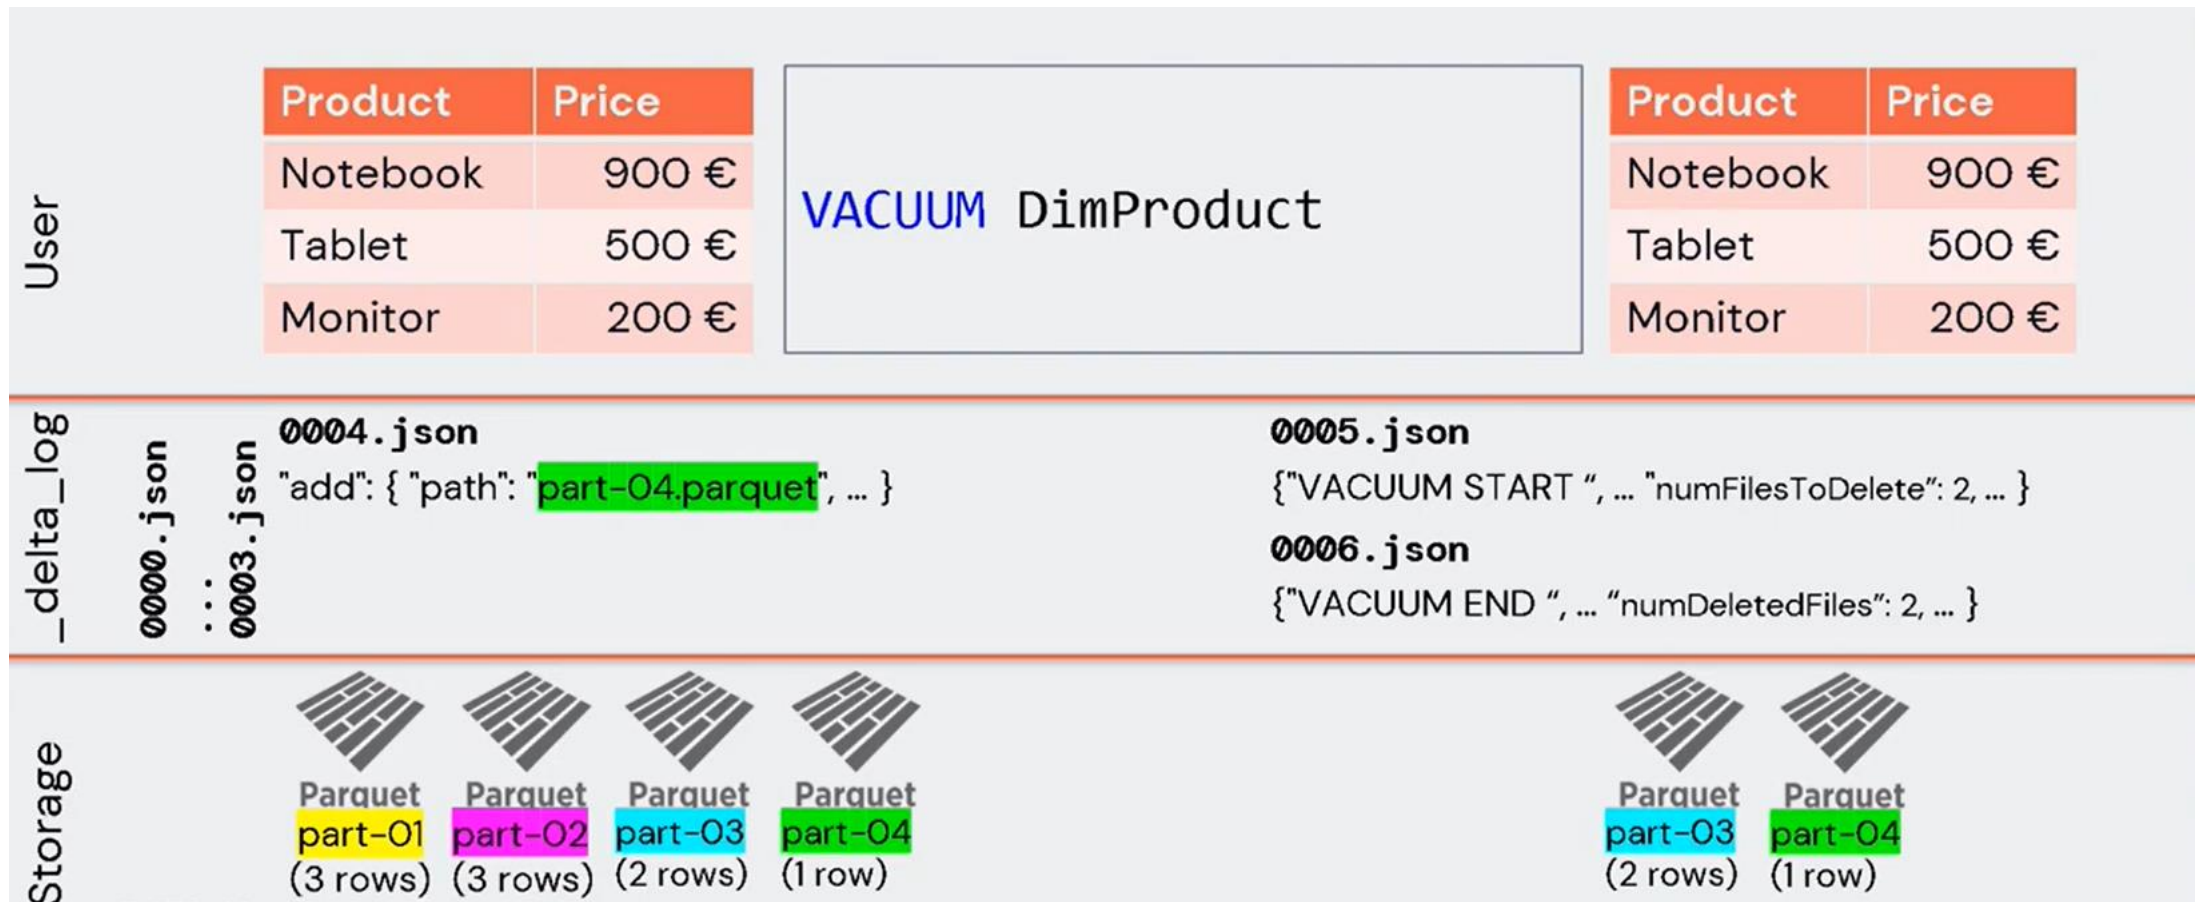 User
Product Price
Notebook 900 €
Tablet 500 €
Monitor 200 €
VACUUM DimProduct
Product Price
Notebook 900 €
Tablet 500 €
Monitor 200 €
_delta_log
0000.json
...
0003.json
0004.json
"add": { "path": "part-04.parquet", ... }
0005.json
{"VACUUM START “, ... "numFilesToDelete”: 2, ... }
0006.json
{"VACUUM END “, ... “numDeletedFiles”: 2, ... }
Storage
Parquet Parquet Parquet Parquet
part-01 part-02 part-03 part-04
(3 rows) (3 rows) (2 rows) (1 row)
Parquet Parquet
part-03 part-04
(2 rows) (1 row)